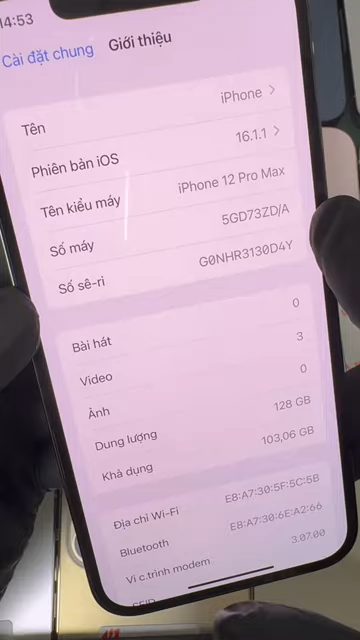 14:53
Cài đặt chung Giới thiệu
Tên iPhone
Phiên bản iOS 16.1.1
Tên kiểu máy iPhone 12 Pro Max
Số máy 5GD73ZD/A
Số sê-ri G0NHR3130D4Y
Bài hát 0
Video 3
Ảnh 0
Dung lượng 128 GB
Khả dụng 103,06 GB
Địa chỉ Wi-Fi E8:A7:30:5F:5C:5B
Bluetooth E8:A7:30:6E:A2:66
Vi c.trình modem 3.07.00
SEID